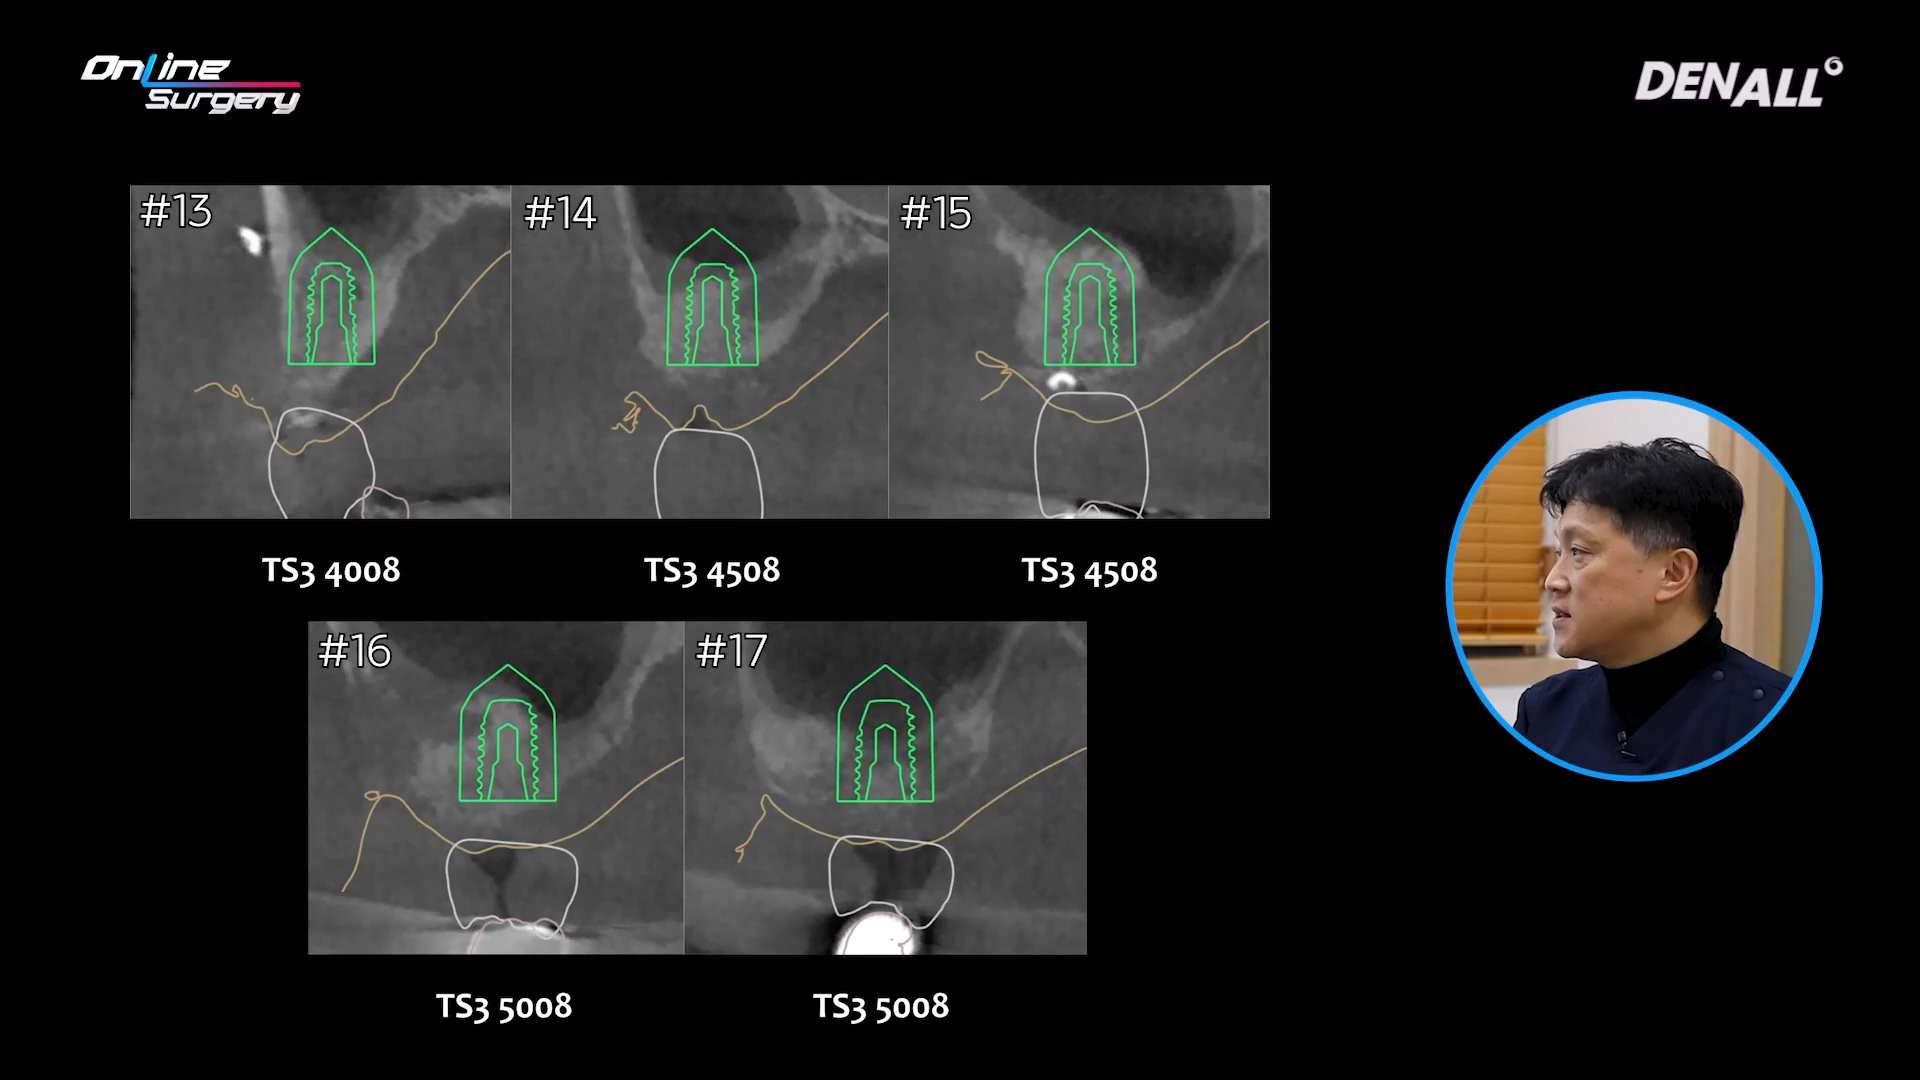 OnLine
Surgery
DENALL
#13
#14
#15
TS3 4008
TS3 4508
TS3 4508
#16
#17
TS3 5008
TS3 5008